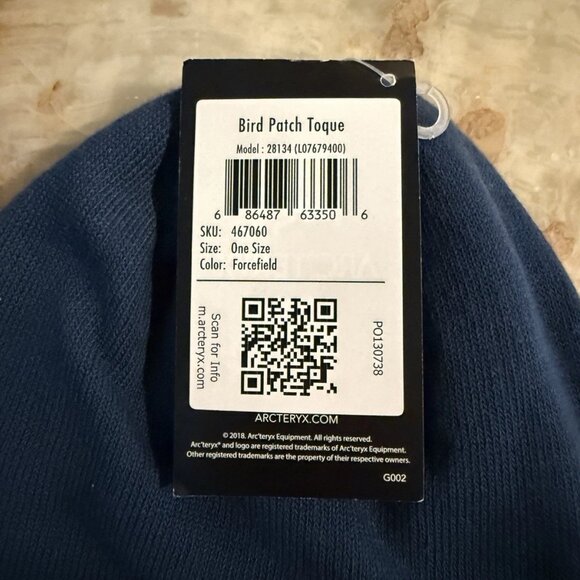 Bird Patch Toque
Model : 28134 (L07679400)
6 86487 63350 6
SKU: 467060
Size: One Size
Color: Forcefield
Scan for Info
m.arcteryx.com
PO130738
ARCTERYX.COM
© 2018. Arc'teryx Equipment. All rights reserved.
Arc'teryx® and logo are registered trademarks of Arc'teryx Equipment.
Other registered trademarks are the property of their respective owners.
G002